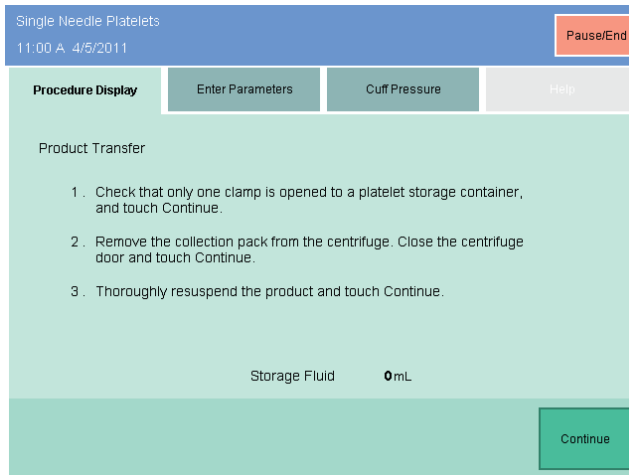 Single Needle Platelets
11:00 A 4/5/2011
Pause/End
Procedure Display
Enter Parameters
Cuff Pressure
Help
Product Transfer
1. Check that only one clamp is opened to a platelet storage container,
and touch Continue.
2. Remove the collection pack from the centrifuge. Close the centrifuge
door and touch Continue.
3. Thoroughly resuspend the product and touch Continue.
Storage Fluid 0 mL
Continue